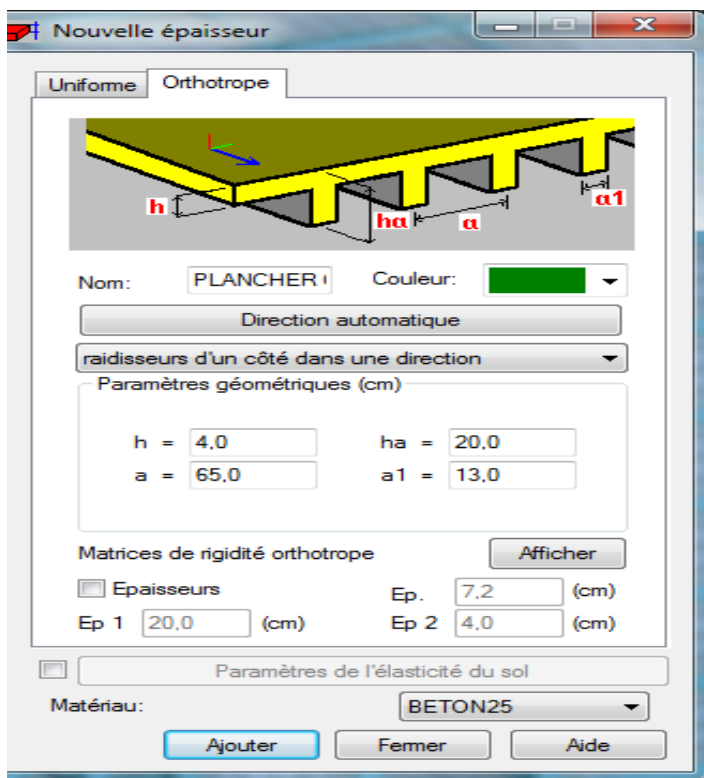 Nouvelle épaisseur
Uniforme Orthotrope
h ha a a1
Nom: PLANCHER Couleur:
Direction automatique
raidisseurs d'un côté dans une direction
Paramètres géométriques (cm)
h = 4,0 ha = 20,0
a = 65,0 a1 = 13,0
Matrices de rigidité orthotrope Afficher
Epaisseurs Ep. 7,2 (cm)
Ep 1 20,0 (cm) Ep 2 4,0 (cm)
Paramètres de l'élasticité du sol
Matériau: BETON25
Ajouter Fermer Aide